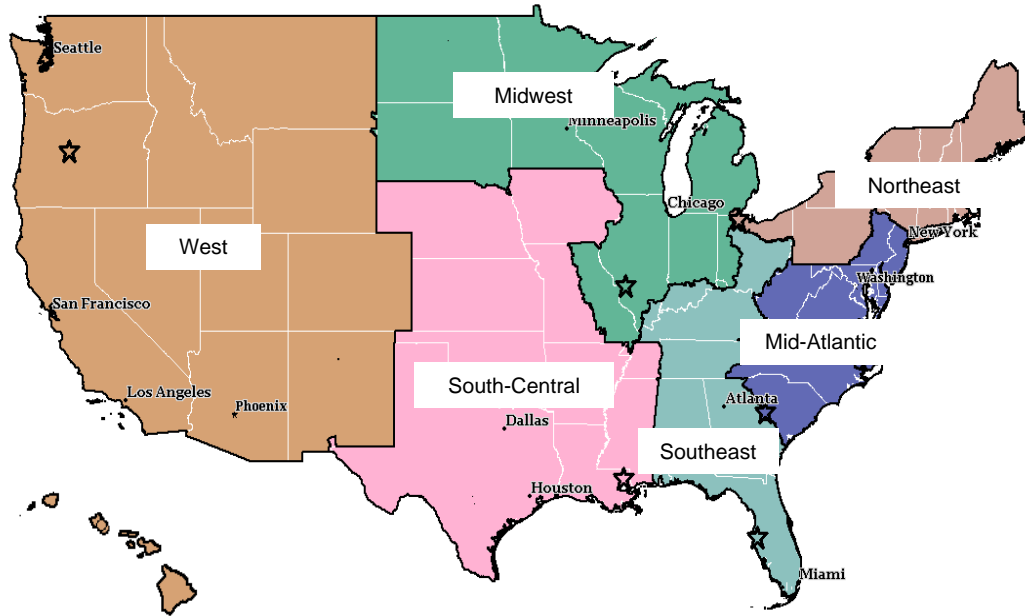 Seattle
Midwest
Minneapolis
Northeast
Chicago
New York
West
Washington
San Francisco
Mid-Atlantic
South-Central
Los Angeles
Phoenix
Atlanta
Dallas
Southeast
Houston
Miami